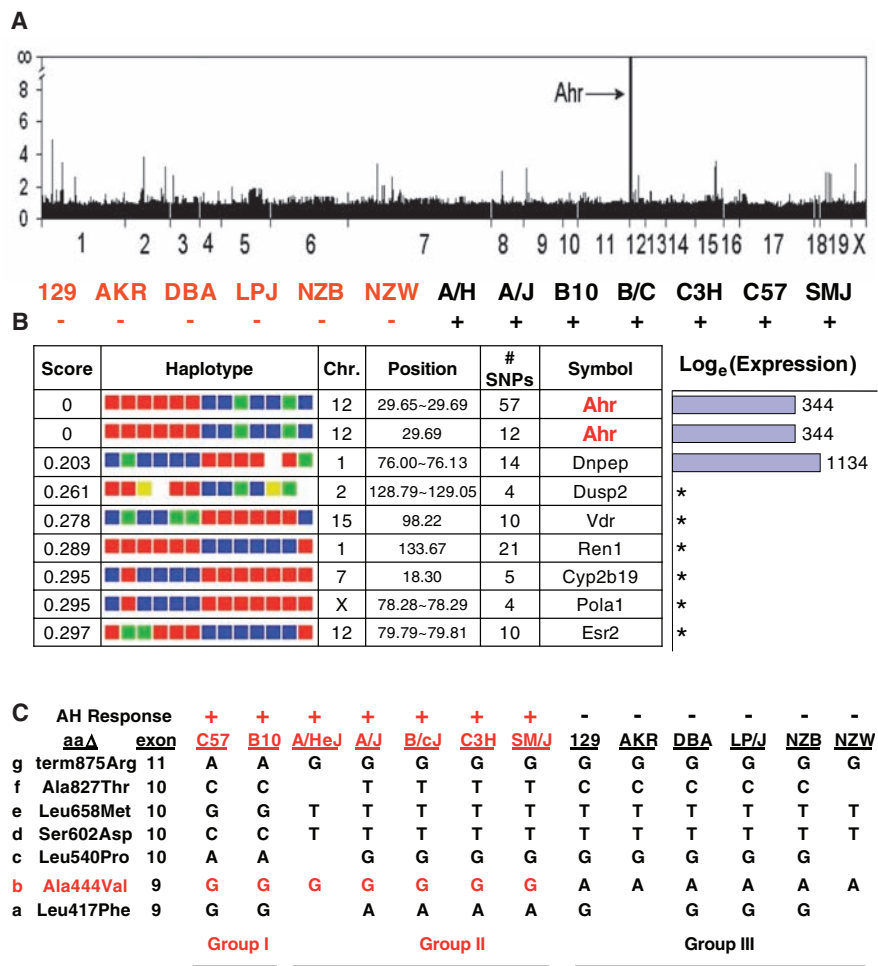 A
∞
8
6
4
2
0
Ahr
1 2 3 4 5 6 7 8 9 10 11 12 13 14 15 16 17 18 19 X
129 AKR DBA LPJ NZB NZW A/H A/J B10 B/C C3H C57 SMJ
- - - - - - + + + + + + +
B
Score Haplotype Chr. Position # SNPs Symbol Loge(Expression)
0 12 29.65~29.69 57 Ahr 344
0 12 29.69 12 Ahr 344
0.203 1 76.00~76.13 14 Dnpep 1134
0.261 2 128.79~129.05 4 Dusp2 *
0.278 15 98.22 10 Vdr *
0.289 1 133.67 21 Ren1 *
0.295 7 18.30 5 Cyp2b19 *
0.295 X 78.28~78.29 4 Pola1 *
0.297 12 79.79~79.81 10 Esr2 *
C AH Response + + + + + + + - - - - - -
aaΔ exon C57 B10 A/HeJ A/J B/cJ C3H SM/J 129 AKR DBA LP/J NZB NZW
g term875Arg 11 A A G G G G G G G G G G G
f Ala827Thr 10 C C T T T T C C C C C
e Leu658Met 10 G G T T T T T T T T T T T
d Ser602Asp 10 C C T T T T T T T T T T T
c Leu540Pro 10 A A G G G G G G G G G
b Ala444Val 9 G G G G G G G A A A A A A
a Leu417Phe 9 G G A A A A G G G G
Group I Group II Group III